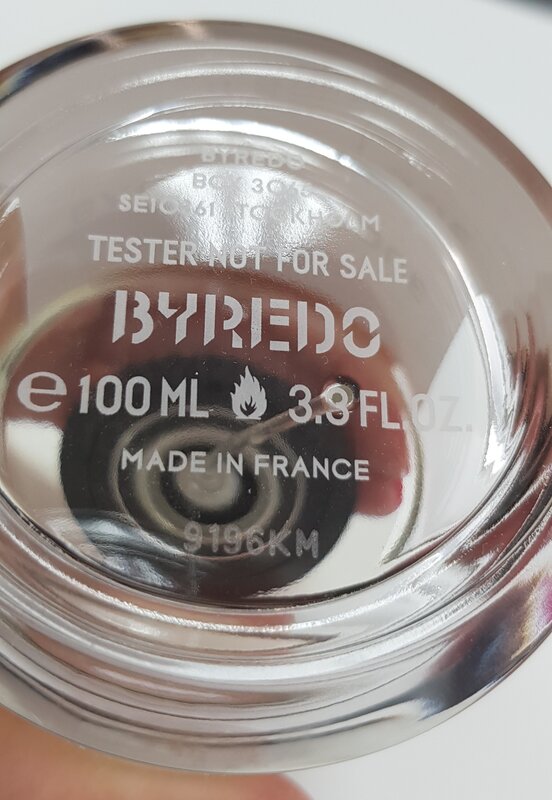 BYREDO
TESTER NOT FOR SALE
BYREDO
e 100 ML 3.3 FL.OZ.
MADE IN FRANCE
9196KM